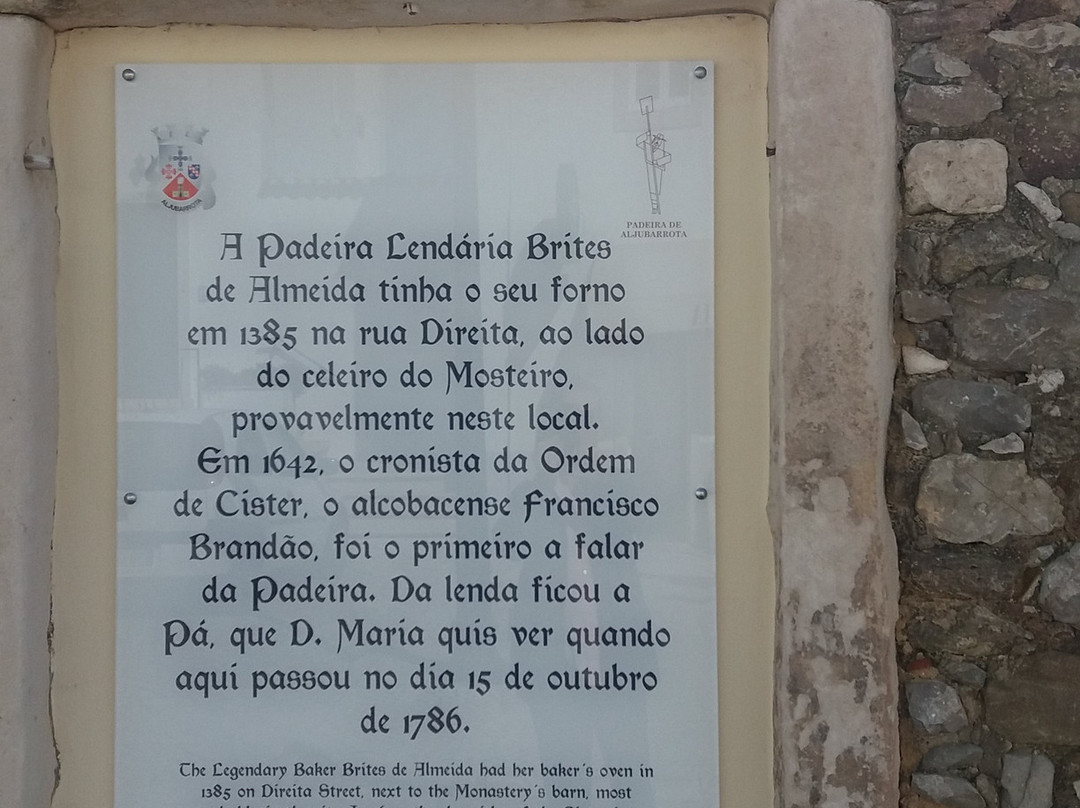 ALJUBARROTA
PADEIRA DE
ALJUBARROTA
A Padeira Lendária Brites
de Almeida tinha o seu forno
em 1385 na rua Direita, ao lado
do celeiro do Mosteiro,
provavelmente neste local.
Em 1642, o cronista da Ordem
de Cister, o alcobacense Francisco
Brandão, foi o primeiro a falar
da Padeira. Da lenda ficou a
Pá, que D. Maria quis ver quando
aqui passou no dia 15 de outubro
de 1786.
The Legendary Baker Brites de Almeida had her baker´s oven in
1385 on Direita Street, next to the Monastery´s barn, most